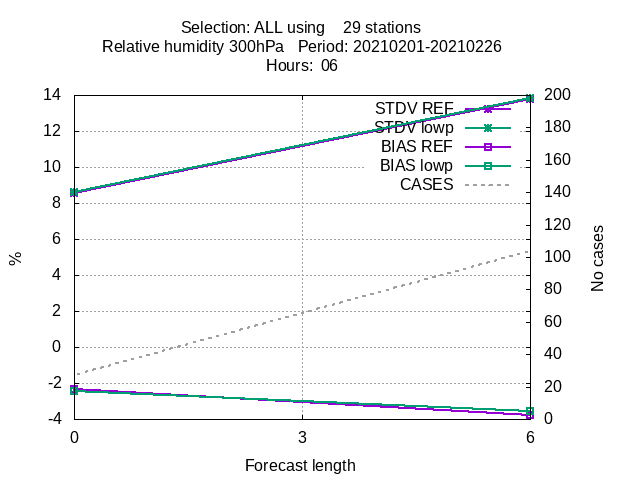 Selection: ALL using    29 stations
Relative humidity 300hPa   Period: 20210201-20210226
Hours: 06
14
12
10
8
6
4
2
0
-2
-4
%
STDV REF
STDV lowp
BIAS REF
BIAS lowp
CASES
200
180
160
140
120
100
80
60
40
20
0
No cases
0 3 6
Forecast length